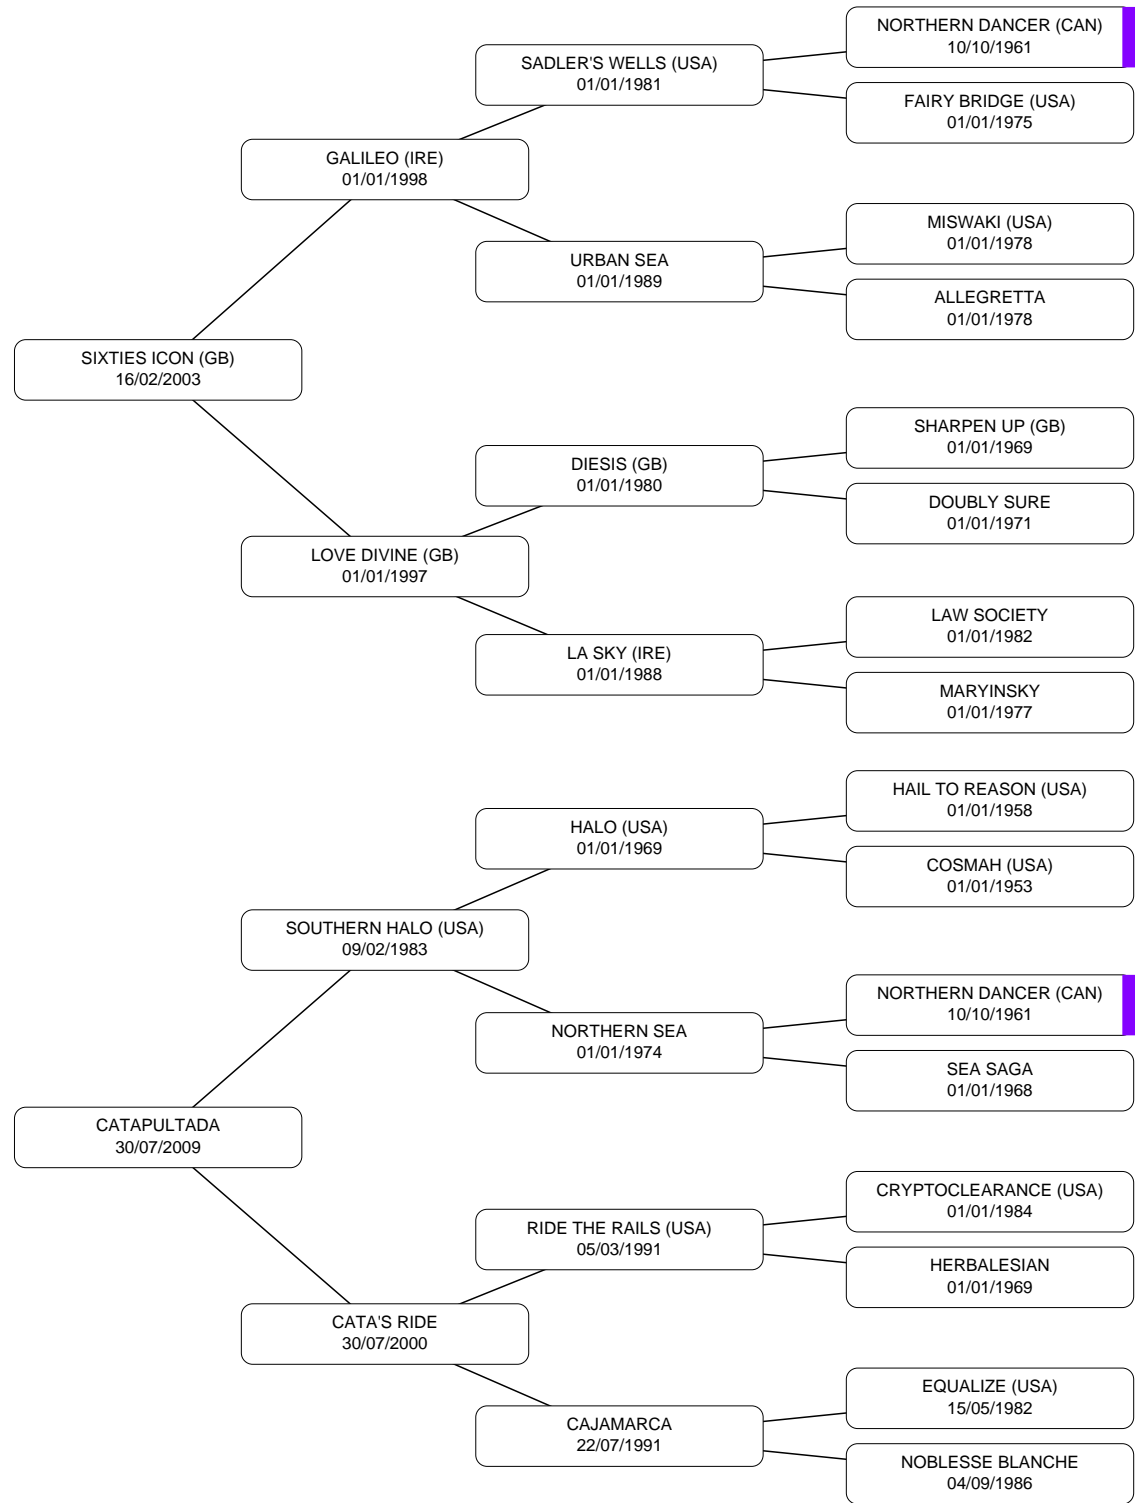 NORTHERN DANCER (CAN)
10/10/1961
SADLER'S WELLS (USA)
01/01/1981
FAIRY BRIDGE (USA)
01/01/1975
GALILEO (IRE)
01/01/1998
MISWAKI (USA)
01/01/1978
URBAN SEA
01/01/1989
ALLEGRETTA
01/01/1978
SIXTIES ICON (GB)
16/02/2003
SHARPEN UP (GB)
01/01/1969
DIESIS (GB)
01/01/1980
DOUBLY SURE
01/01/1971
LOVE DIVINE (GB)
01/01/1997
LAW SOCIETY
01/01/1982
LA SKY (IRE)
01/01/1988
MARYINSKY
01/01/1977
HAIL TO REASON (USA)
01/01/1958
HALO (USA)
01/01/1969
COSMAH (USA)
01/01/1953
SOUTHERN HALO (USA)
09/02/1983
NORTHERN DANCER (CAN)
10/10/1961
NORTHERN SEA
01/01/1974
SEA SAGA
01/01/1968
CATAPULTADA
30/07/2009
CRYPTOCLEARANCE (USA)
01/01/1984
RIDE THE RAILS (USA)
05/03/1991
HERBALESIAN
01/01/1969
CATA'S RIDE
30/07/2000
EQUALIZE (USA)
15/05/1982
CAJAMARCA
22/07/1991
NOBLESSE BLANCHE
04/09/1986